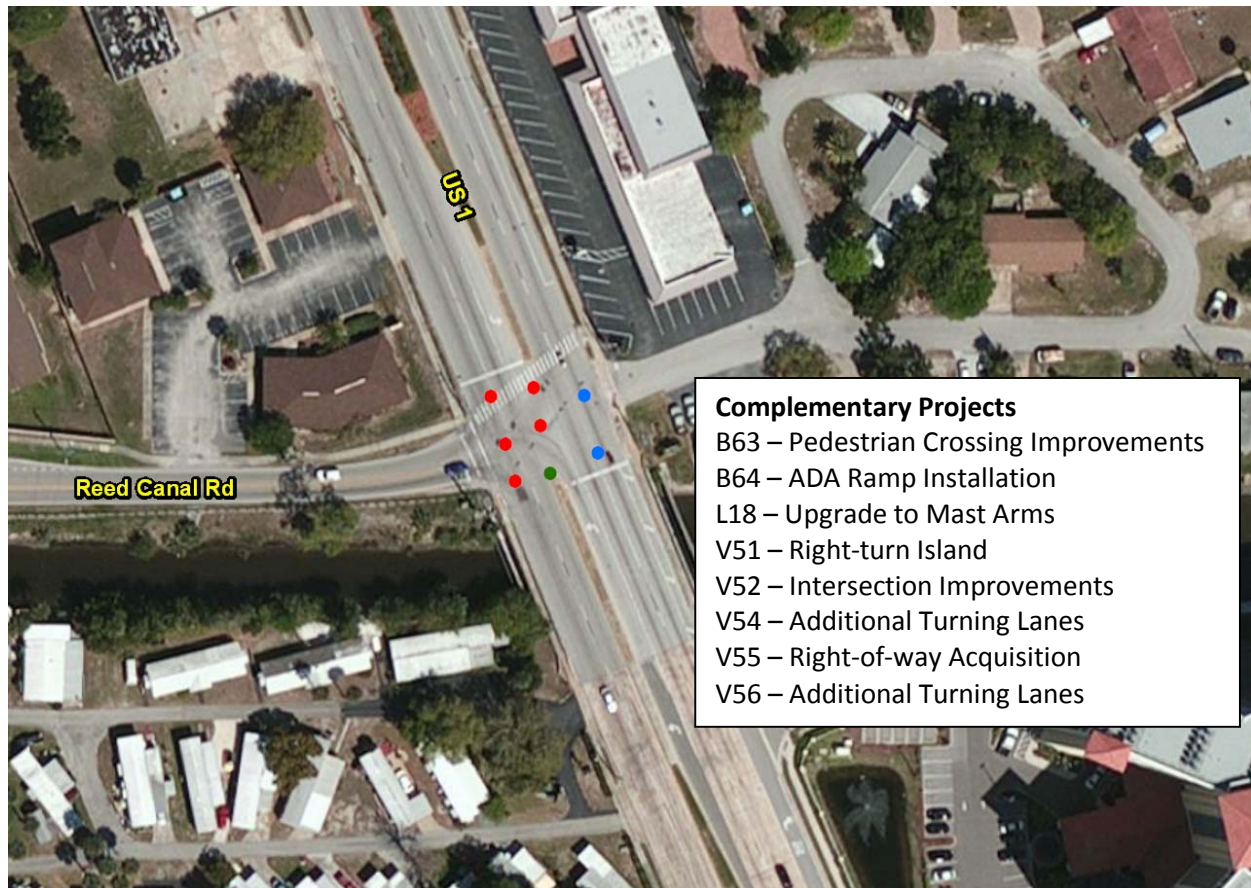 US 1
Reed Canal Rd
Complementary Projects
B63 – Pedestrian Crossing Improvements
B64 – ADA Ramp Installation
L18 – Upgrade to Mast Arms
V51 – Right-turn Island
V52 – Intersection Improvements
V54 – Additional Turning Lanes
V55 – Right-of-way Acquisition
V56 – Additional Turning Lanes